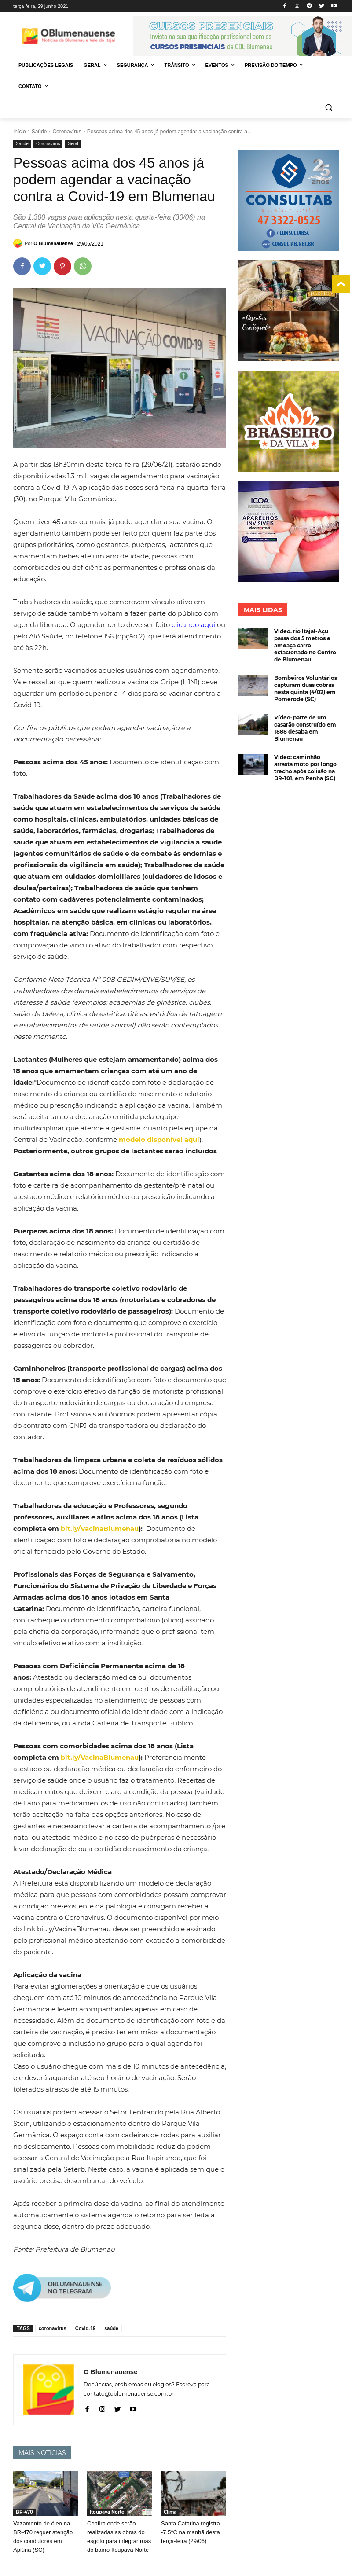 terça-feira, 29 junho 2021
OBlumenauense
Notícias de Blumenau e Vale do Itajaí
CURSOS PRESENCIAIS
Invista na sua qualificação profissional com os
CURSOS PRESENCIAIS da CDL Blumenau
PUBLICAÇÕES LEGAIS GERAL SEGURANÇA TRÂNSITO EVENTOS PREVISÃO DO TEMPO
CONTATO
Início Saúde Coronavírus Pessoas acima dos 45 anos já podem agendar a vacinação contra a...
Saúde Coronavírus Geral
Pessoas acima dos 45 anos já
podem agendar a vacinação
contra a Covid-19 em Blumenau
São 1.300 vagas para aplicação nesta quarta-feira (30/06) na
Central de Vacinação da Vila Germânica.
Por O Blumenauense 29/06/2021
VACINAÇÃO COVID-19
A partir das 13h30min desta terça-feira (29/06/21), estarão sendo
disponibilizadas 1,3 mil vagas de agendamento para vacinação
contra a Covid-19. A aplicação das doses será feita na quarta-feira
(30), no Parque Vila Germânica.
Quem tiver 45 anos ou mais, já pode agendar a vacina. O
agendamento também pode ser feito por quem fizer parte dos
grupos prioritários, como gestantes, puérperas, lactantes que
amamentam bebês até um ano de idade, pessoas com
comorbidades ou deficiências e profissionais de saúde e
educação.
Trabalhadores da saúde, que comprovem vínculo ativo em
serviço de saúde também voltam a fazer parte do público com
agenda liberada. O agendamento deve ser feito clicando aqui ou
pelo Alô Saúde, no telefone 156 (opção 2), que terá atendimento
até as 22h.
Somente serão vacinados aqueles usuários com agendamento.
Vale ressaltar que quem realizou a vacina da Gripe (H1N1) deve
aguardar um período superior a 14 dias para se vacinar contra a
Covid-19.
Confira os públicos que podem agendar vacinação e a
documentação necessária:
Pessoas acima dos 45 anos: Documento de identificação com
foto.
Trabalhadores da Saúde acima dos 18 anos (Trabalhadores de
saúde que atuam em estabelecimentos de serviços de saúde
como hospitais, clínicas, ambulatórios, unidades básicas de
saúde, laboratórios, farmácias, drogarias; Trabalhadores de
saúde que atuam em estabelecimentos de vigilância à saúde
(agentes comunitários de saúde e de combate às endemias e
profissionais da vigilância em saúde); Trabalhadores de saúde
que atuam em cuidados domiciliares (cuidadores de idosos e
doulas/parteiras); Trabalhadores de saúde que tenham
contato com cadáveres potencialmente contaminados;
Acadêmicos em saúde que realizam estágio regular na área
hospitalar, na atenção básica, em clínicas ou laboratórios,
com frequência ativa: Documento de identificação com foto e
comprovação de vínculo ativo do trabalhador com respectivo
serviço de saúde.
Conforme Nota Técnica Nº 008 GEDIM/DIVE/SUV/SE, os
trabalhadores dos demais estabelecimentos de serviços de
interesse à saúde (exemplos: academias de ginástica, clubes,
salão de beleza, clínica de estética, óticas, estúdios de tatuagem
e estabelecimentos de saúde animal) não serão contemplados
neste momento.
Lactantes (Mulheres que estejam amamentando) acima dos
18 anos que amamentam crianças com até um ano de
idade:*Documento de identificação com foto e declaração de
nascimento da criança ou certidão de nascimento e relatório
médico ou prescrição indicando a aplicação da vacina. Também
será aceita tanto a declaração emitida pela equipe
multidisciplinar que atende a gestante, quanto pela equipe da
Central de Vacinação, conforme modelo disponível aqui).
Posteriormente, outros grupos de lactantes serão incluídos
Gestantes acima dos 18 anos: Documento de identificação com
foto e carteira de acompanhamento da gestante/pré-natal e/ou
atestado médico e relatório médico ou prescrição indicando a
aplicação da vacina.
Puérperas acima dos 18 anos: Documento de identificação com
foto, declaração de nascimento da criança ou certidão de
nascimento e relatório médico ou prescrição indicando a
aplicação da vacina.
Trabalhadores do transporte coletivo rodoviário de
passageiros acima dos 18 anos (motoristas e cobradores de
transporte coletivo rodoviário de passageiros): Documento de
identificação com foto e documento que comprove o exercício
efetivo da função de motorista profissional do transporte de
passageiros ou cobrador.
Caminhoneiros (transporte profissional de cargas) acima dos
18 anos: Documento de identificação com foto e documento que
comprove o exercício efetivo da função de motorista profissional
do transporte de cargas ou declaração da empresa
contratante. Profissionais autônomos podem apresentar cópia
do contrato com CNPJ da transportadora ou declaração do
contador.
Trabalhadores da limpeza urbana e coleta de resíduos sólidos
acima dos 18 anos: Documento de identificação com foto e
documento que comprove exercício na função.
Trabalhadores da educação e Professores, segundo
professores, auxiliares e afins acima dos 18 anos (Lista
completa em bit.ly/VacinaBlumenau): Documento de
identificação com foto e declaração comprobatória no modelo
oficial fornecido pelo Governo do Estado.
Profissionais das Forças de Segurança e Salvamento,
Funcionários do Sistema de Privação de Liberdade e Forças
Armadas acima dos 18 anos lotados em Santa
Catarina: Documento de identificação, carteira funcional,
contracheque ou documento comprobatório (ofício) assinado
pela chefia da corporação, informando que o profissional tem
vínculo efetivo e ativo com a instituição.
Pessoas com Deficiência Permanente acima de 18
anos: Atestado ou declaração médica ou documentos
comprobatórios de atendimento em centros de reabilitação ou
unidades especializadas no atendimento de pessoas com
deficiência ou documento oficial de identidade com a indicação
da deficiência, ou ainda Carteira de Transporte Público.
Pessoas com comorbidades acima dos 18 anos (Lista
completa em bit.ly/VacinaBlumenau): Preferencialmente
atestado ou declaração médica ou declaração do enfermeiro do
serviço de saúde onde o usuário faz o tratamento. Receitas de
medicamentos que sinalizem a condição da pessoa (validade
de 1 ano para medicamentos de uso não controlados) também
terão aceitação na falta das opções anteriores. No caso de
gestantes é necessário levar a carteira de acompanhamento /pré
natal ou atestado médico e no caso de puérperas é necessário
levar declaração de ou a certidão de nascimento da criança.
Atestado/Declaração Médica
A Prefeitura está disponibilizando um modelo de declaração
médica para que pessoas com comorbidades possam comprovar
a condição pré-existente da patologia e consigam receber a
vacina contra o Coronavírus. O documento disponível por meio
do link bit.ly/VacinaBlumenau deve ser preenchido e assinado
pelo profissional médico atestando com exatidão a comorbidade
do paciente.
Aplicação da vacina
Para evitar aglomerações a orientação é que os usuários
cheguem com até 10 minutos de antecedência no Parque Vila
Germânica e levem acompanhantes apenas em caso de
necessidade. Além do documento de identificação com foto e da
carteira de vacinação, é preciso ter em mãos a documentação
que comprove a inclusão no grupo para a qual agenda foi
solicitada.
Caso o usuário chegue com mais de 10 minutos de antecedência,
ele deverá aguardar até seu horário de vacinação. Serão
tolerados atrasos de até 15 minutos.
Os usuários podem acessar o Setor 1 entrando pela Rua Alberto
Stein, utilizando o estacionamento dentro do Parque Vila
Germânica. O espaço conta com cadeiras de rodas para auxiliar
no deslocamento. Pessoas com mobilidade reduzida podem
acessar a Central de Vacinação pela Rua Itapiranga, que foi
sinalizada pela Seterb. Neste caso, a vacina é aplicada sem que o
usuário precise desembarcar do veículo.
Após receber a primeira dose da vacina, ao final do atendimento
automaticamente o sistema agenda o retorno para ser feita a
segunda dose, dentro do prazo adequado.
Fonte: Prefeitura de Blumenau
OBLUMENAUENSE
NO TELEGRAM
TAGS coronavírus Covid-19 saúde
O Blumenauense
Denúncias, problemas ou elogios? Escreva para
contato@oblumenauense.com.br
MAIS NOTÍCIAS
BR-470
Vazamento de óleo na
BR-470 requer atenção
dos condutores em
Apiúna (SC)
Itoupava Norte
Confira onde serão
realizadas as obras do
esgoto para integrar ruas
do bairro Itoupava Norte
Clima
Santa Catarina registra
-7,5°C na manhã desta
terça-feira (29/06)
25 anos
CONSULTAB
47 3322-0525
/CONSULTABSC
CONSULTAB.NET.BR
#Descubra
EsseSegredo
BRASEIRO
DA VILA
ICOA
APARELHOS
INVISÍVEIS
MAIS LIDAS
Vídeo: rio Itajaí-Açu
passa dos 5 metros e
ameaça carro
estacionado no Centro
de Blumenau
Bombeiros Voluntários
capturam duas cobras
nesta quinta (4/02) em
Pomerode (SC)
Vídeo: parte de um
casarão construído em
1888 desaba em
Blumenau
Vídeo: caminhão
arrasta moto por longo
trecho após colisão na
BR-101, em Penha (SC)